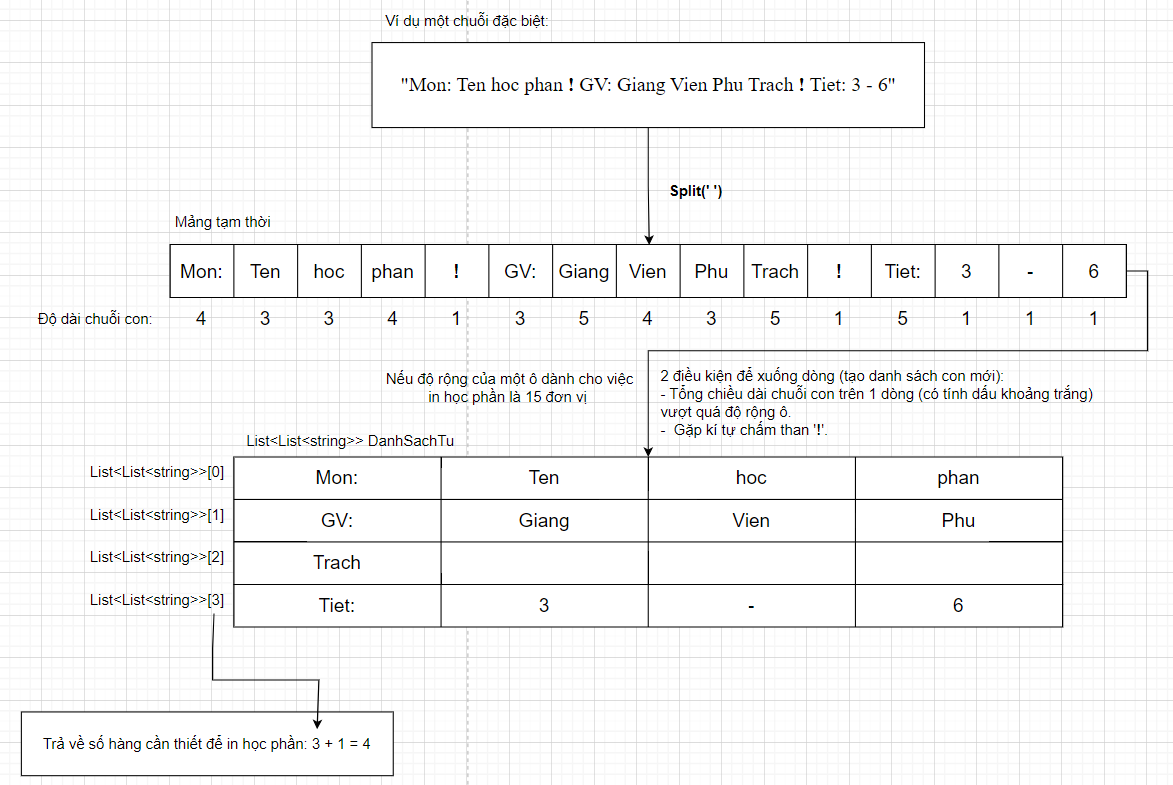 Ví dụ một chuỗi đặc biệt:
"Mon: Ten hoc phan ! GV: Giang Vien Phu Trach ! Tiet: 3 - 6"
Split(' ')
Mảng tạm thời
Mon: Ten hoc phan ! GV: Giang Vien Phu Trach ! Tiet: 3 - 6
Độ dài chuỗi con: 4 3 3 4 1 3 5 4 3 5 1 5 1 1 1
Nếu độ rộng của một ô dành cho việc
in học phần là 15 đơn vị
2 điều kiện để xuống dòng (tạo danh sách con mới):
- Tổng chiều dài chuỗi con trên 1 dòng (có tính dấu khoảng trắng)
vượt quá độ rộng ô.
- Gặp kí tự chấm than '!'.
List<List<string>> DanhSachTu
List<List<string>>[0] Mon: Ten hoc phan
List<List<string>>[1] GV: Giang Vien Phu
List<List<string>>[2] Trach
List<List<string>>[3] Tiet: 3 - 6
Trả về số hàng cần thiết để in học phần: 3 + 1 = 4